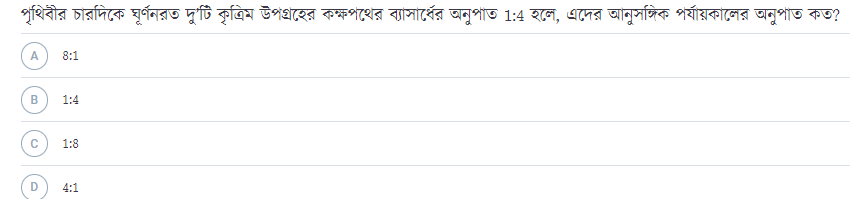 পৃথিবীর চারদিকে ঘূর্ণনরত দু'টি কৃত্রিম উপগ্রহের কক্ষপথের ব্যাসার্ধের অনুপাত 1:4 হলে, এদের আনুসঙ্গিক পর্যায়কালের অনুপাত কত?
A 8:1
B 1:4
C 1:8
D 4:1